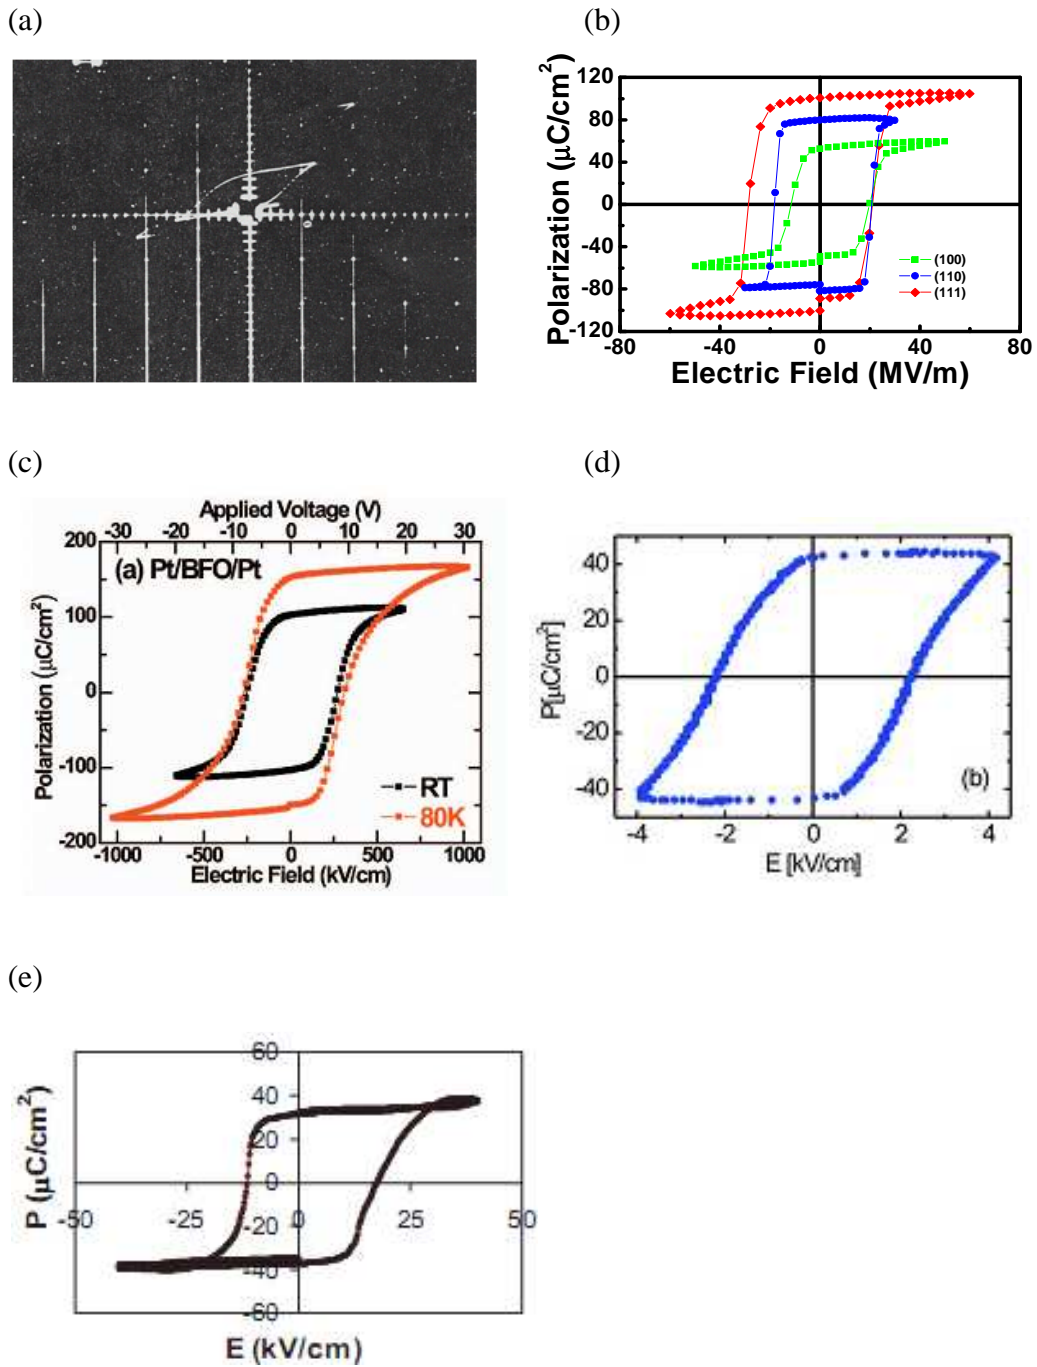 (a)
(b)
Polarization (μC/cm²)
120
80
40
0
-40
-80
-120
(100)
(110)
(111)
-80 -40 0 40 80
Electric Field (MV/m)
(c)
(d)
Applied Voltage (V)
-30 -20 -10 0 10 20 30
(a) Pt/BFO/Pt
Polarization (μC/cm²)
200
100
0
-100
-200
RT
80K
-1000 -500 0 500 1000
Electric Field (kV/cm)
P[μC/cm²]
40
20
0
-20
-40
(b)
-4 -2 0 2 4
E [kV/cm]
(e)
P (μC/cm²)
60
40
20
0
-20
-40
-60
-50 -25 0 25 50
E (kV/cm)